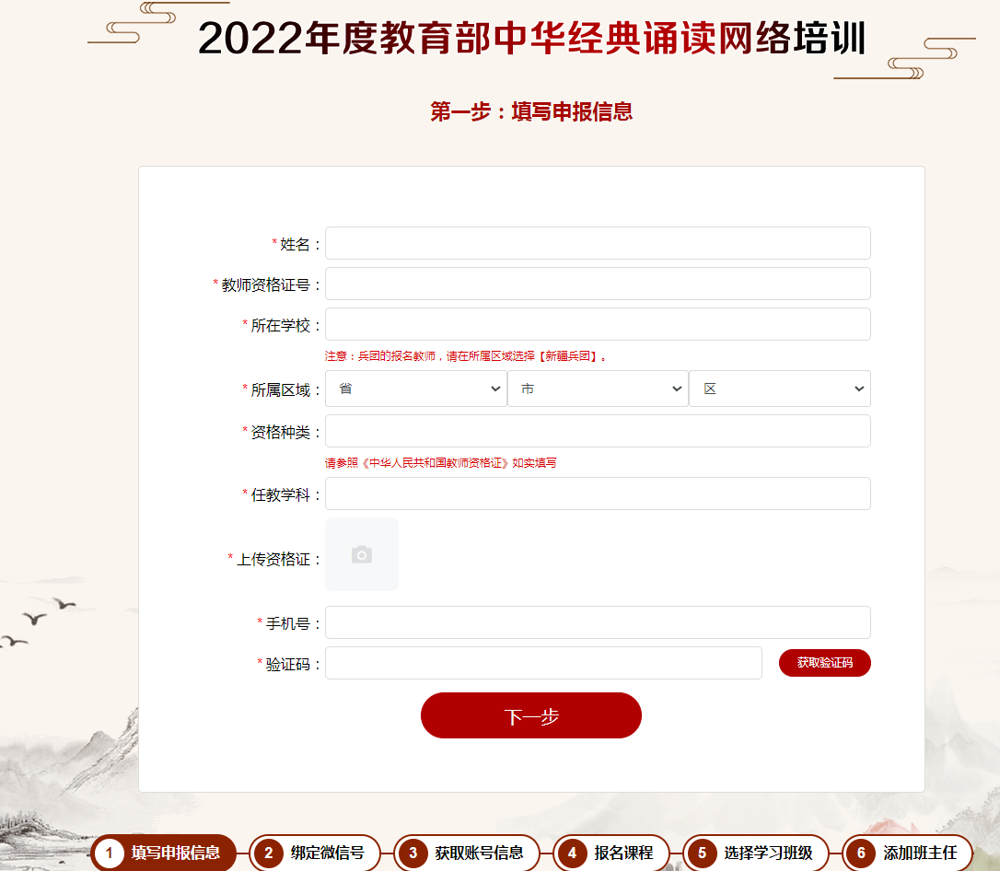 2022年度教育部中华经典诵读网络培训
第一步：填写申报信息
*姓名：
*教师资格证号：
*所在学校：
注意：兵团的报名教师，请在所属区域选择【新疆兵团】。
*所属区域： 省 市 区
*资格种类：
请参照《中华人民共和国教师资格证》如实填写
*任教学科：
*上传资格证：
*手机号：
*验证码： 获取验证码
下一步
1 填写申报信息 2 绑定微信号 3 获取账号信息 4 报名课程 5 选择学习班级 6 添加班主任